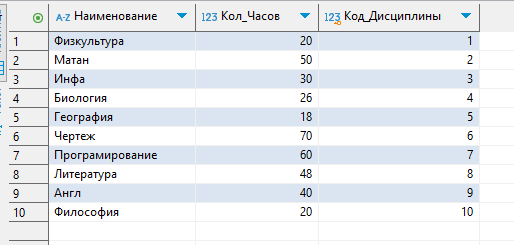 A-Z Наименование 123 Кол_Часов 123 Код_Дисциплины
1 Физкультура 20 1
2 Матан 50 2
3 Инфа 30 3
4 Биология 26 4
5 География 18 5
6 Чертеж 70 6
7 Програмирование 60 7
8 Литература 48 8
9 Англ 40 9
10 Философия 20 10